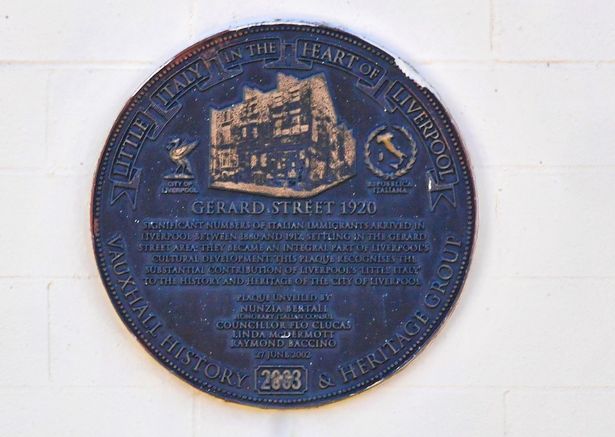 LITTLE ITALY IN THE HEART OF LIVERPOOL
CITY OF
LIVERPOOL
REPUBBLICA
ITALIANA
GERARD STREET 1920
SIGNIFICANT NUMBERS OF ITALIAN IMMIGRANTS ARRIVED IN
LIVERPOOL BETWEEN 1880 AND 1912, SETTLING IN THE GERARD
STREET AREA. THEY BECAME AN INTEGRAL PART OF LIVERPOOL'S
CULTURAL DEVELOPMENT. THIS PLAQUE RECOGNISES THE
SUBSTANTIAL CONTRIBUTION OF LIVERPOOL'S 'LITTLE ITALY'
TO THE HISTORY AND HERITAGE OF THE CITY OF LIVERPOOL
PLAQUE UNVEILED BY
NUNZIA BERTALI
HONORARY ITALIAN CONSUL
COUNCILLOR FLO CLUCAS
LINDA McDERMOTT
RAYMOND BACCINO
27 JUNE 2002
VAUXHALL HISTORY & HERITAGE GROUP